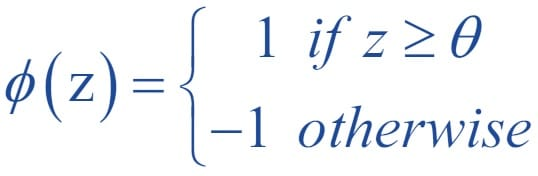 1 if z ≥ θ
ϕ(z) = {
−1 otherwise